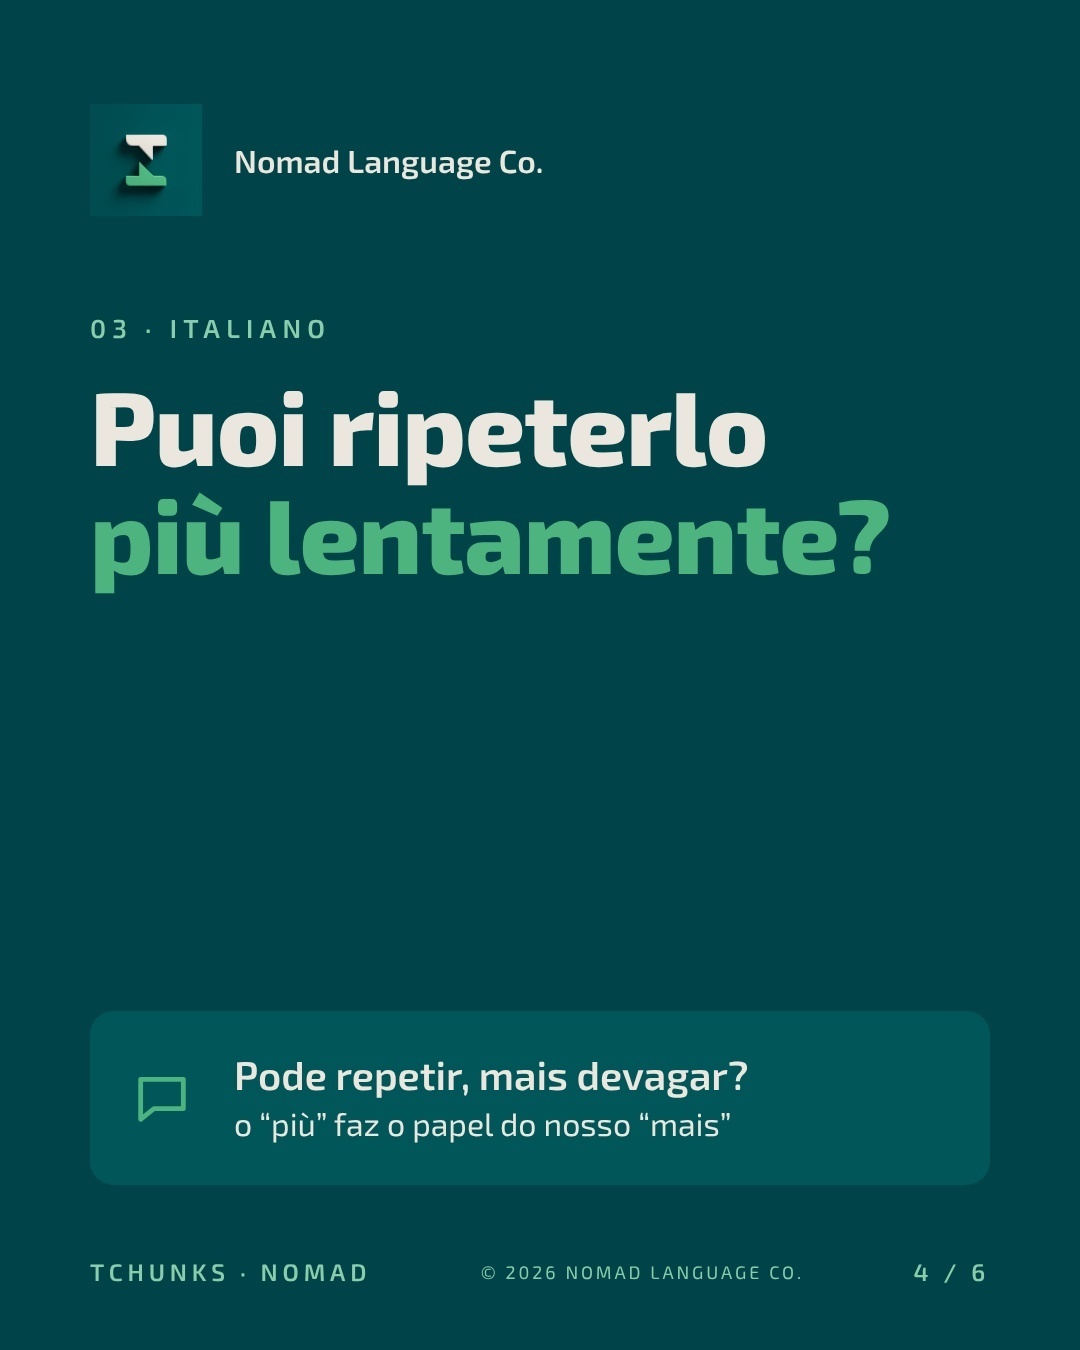 Nomad Language Co.
03 · ITALIANO
Puoi ripeterlo
più lentamente?
Pode repetir, mais devagar?
o “più” faz o papel do nosso “mais”
TCHUNKS · NOMAD
© 2026 NOMAD LANGUAGE CO.
4 / 6